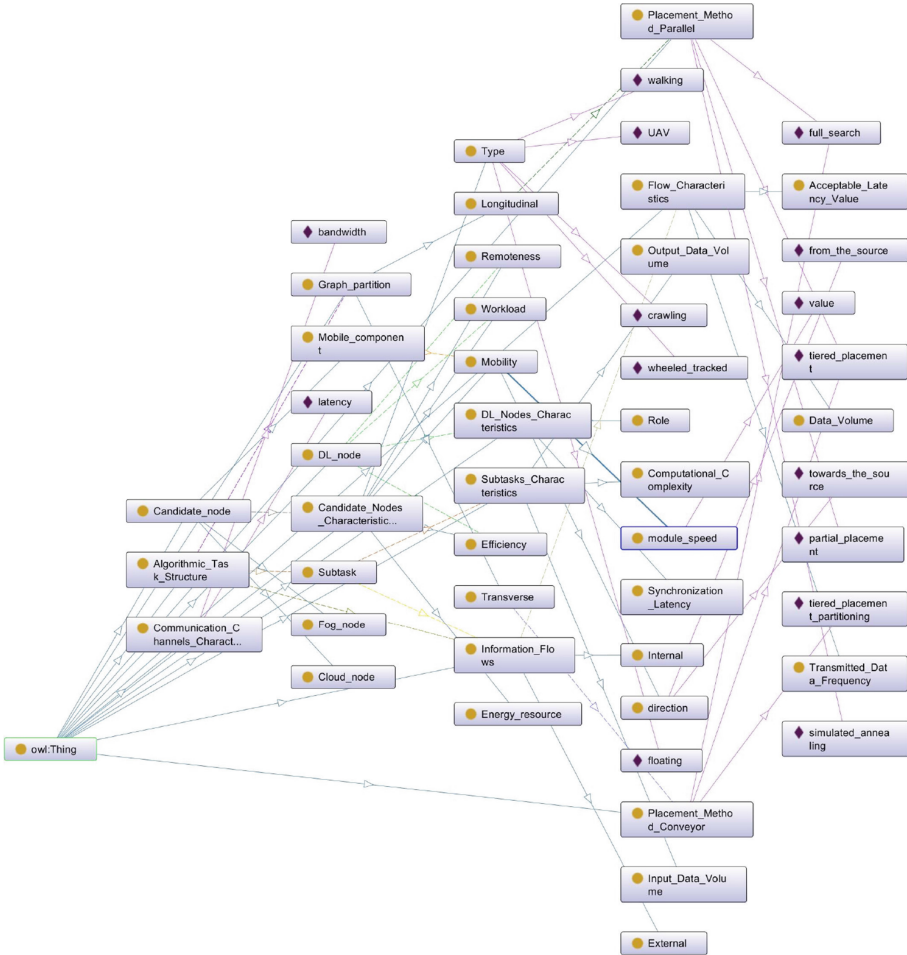 owl:Thing
Candidate_node
Algorithmic_Tas
k_Structure
Communication_C
hannels_Charact...
bandwidth
Graph_partition
Mobile_componen
t
latency
DL_node
Candidate_Nodes
_Characteristic...
Subtask
Fog_node
Cloud_node
Type
Longitudinal
Remoteness
Workload
Mobility
DL_Nodes_Charac
teristics
Subtasks_Charac
teristics
Efficiency
Transverse
Information_Flo
ws
Energy_resource
Placement_Metho
d_Parallel
walking
UAV
Flow_Characteri
stics
Output_Data_Vol
ume
crawling
wheeled_tracked
Role
Computational_C
omplexity
module_speed
Synchronization
_Latency
Internal
direction
floating
Placement_Metho
d_Conveyor
Input_Data_Volu
me
External
full_search
Acceptable_Late
ncy_Value
from_the_source
value
tiered_placemen
t
Data_Volume
towards_the_sou
rce
partial_placeme
nt
tiered_placemen
t_partitioning
Transmitted_Dat
a_Frequency
simulated_annea
ling